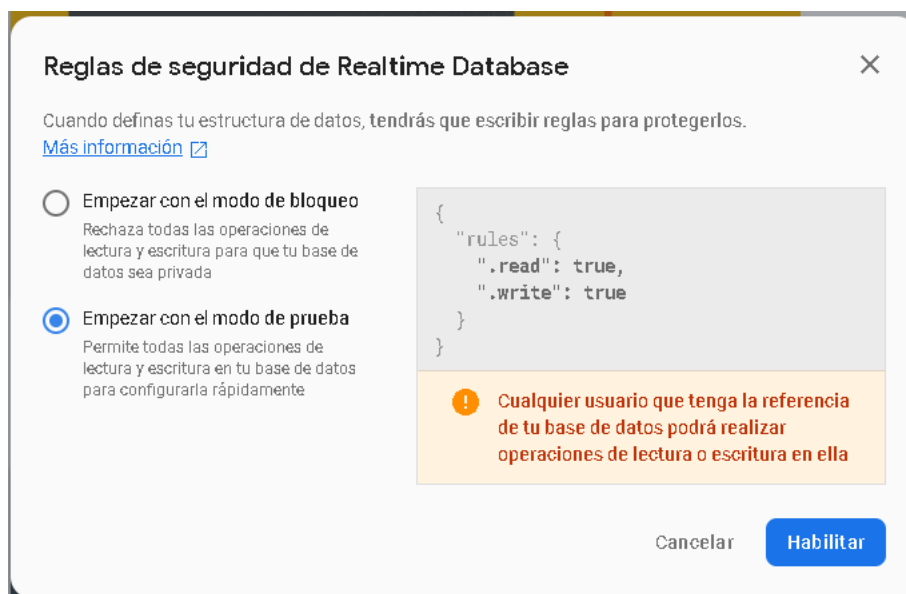 Reglas de seguridad de Realtime Database
Cuando definas tu estructura de datos, tendrás que escribir reglas para protegerlos.
Más información
Empezar con el modo de bloqueo
Rechaza todas las operaciones de
lectura y escritura para que tu base de
datos sea privada
Empezar con el modo de prueba
Permite todas las operaciones de
lectura y escritura en tu base de datos
para configurarla rápidamente
{
  "rules": {
    ".read": true,
    ".write": true
  }
}
Cualquier usuario que tenga la referencia
de tu base de datos podrá realizar
operaciones de lectura o escritura en ella
Cancelar
Habilitar